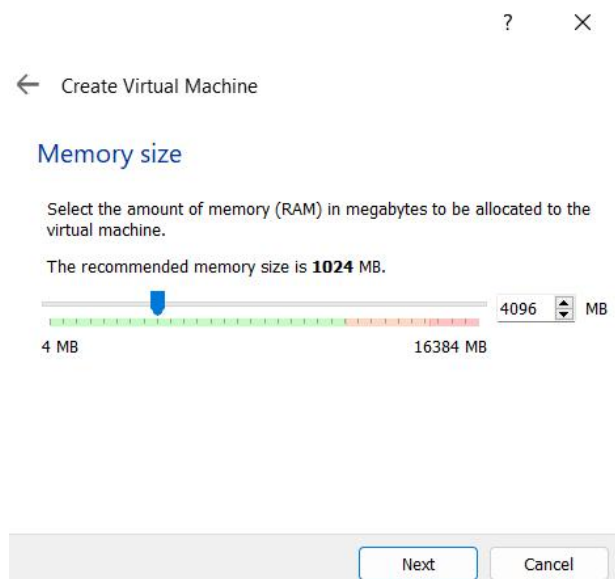 ?
Create Virtual Machine
Memory size
Select the amount of memory (RAM) in megabytes to be allocated to the
virtual machine.
The recommended memory size is 1024 MB.
4096 MB
4 MB 16384 MB
Next Cancel